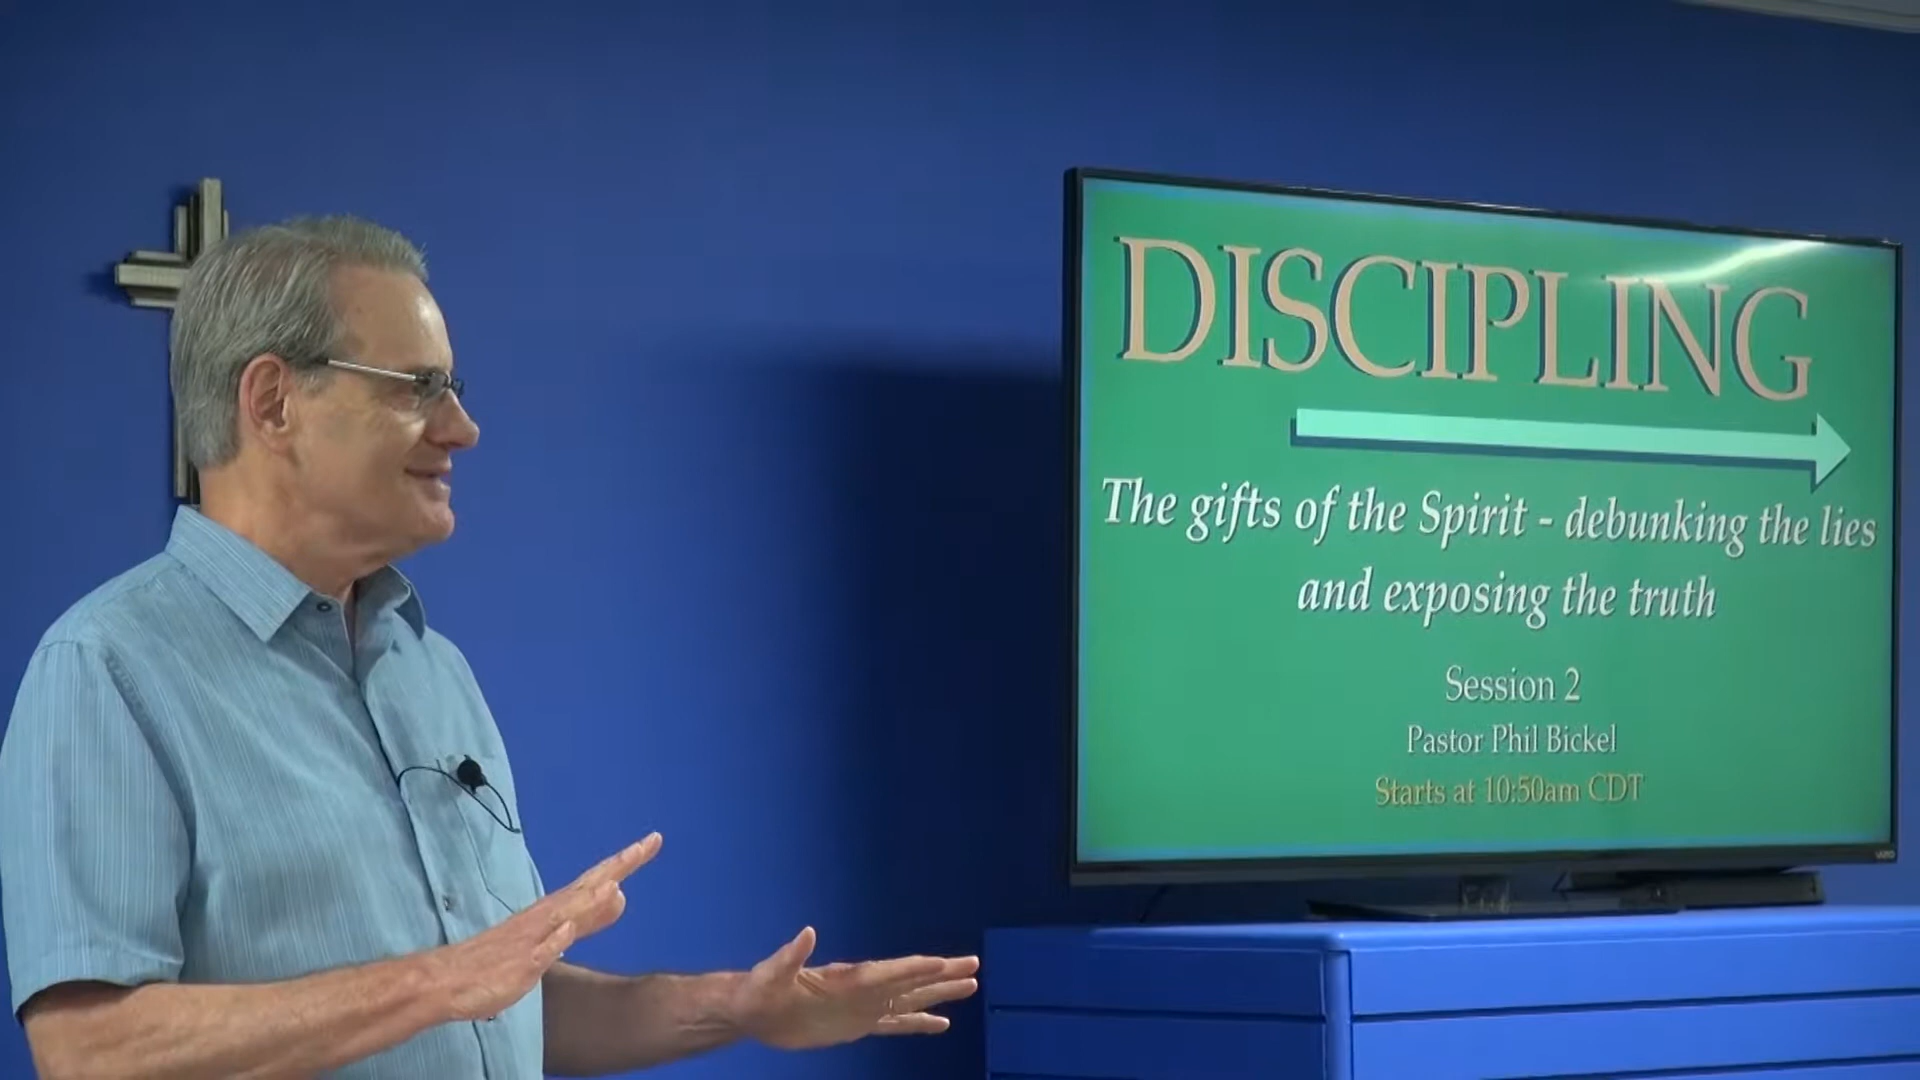 DISCIPLING
The gifts of the Spirit - debunking the lies
and exposing the truth
Session 2
Pastor Phil Bickel
Starts at 10:50am CDT
VIZIO